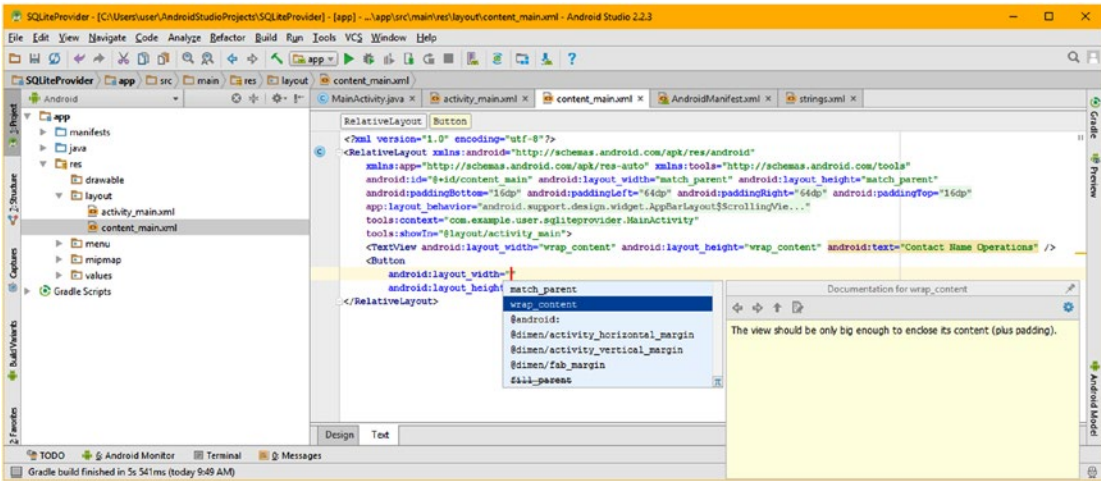 SQLiteProvider - [C:\Users\user\AndroidStudioProjects\SQLiteProvider] - [app] - ...\app\src\main\res\layout\content_main.xml - Android Studio 2.2.3
File Edit View Navigate Code Analyze Refactor Build Run Tools VCS Window Help
app
SQLiteProvider app src main res layout content_main.xml
Android
MainActivity.java activity_main.xml content_main.xml AndroidManifest.xml strings.xml
RelativeLayout Button
1: Project
2: Structure
Captures
Build Variants
2: Favorites
app
manifests
java
res
drawable
layout
activity_main.xml
content_main.xml
menu
mipmap
values
Gradle Scripts
<?xml version="1.0" encoding="utf-8"?>
<RelativeLayout xmlns:android="http://schemas.android.com/apk/res/android"
xmlns:app="http://schemas.android.com/apk/res-auto" xmlns:tools="http://schemas.android.com/tools"
android:id="@+id/content_main" android:layout_width="match_parent" android:layout_height="match_parent"
android:paddingBottom="16dp" android:paddingLeft="64dp" android:paddingRight="64dp" android:paddingTop="16dp"
app:layout_behavior="android.support.design.widget.AppBarLayout$ScrollingVie..."
tools:context="com.example.user.sqliteprovider.MainActivity"
tools:showIn="@layout/activity_main">
<TextView android:layout_width="wrap_content" android:layout_height="wrap_content" android:text="Contact Name Operations" />
<Button
android:layout_width=""
android:layout_height
</RelativeLayout>
match_parent
wrap_content
@android:
@dimen/activity_horizontal_margin
@dimen/activity_vertical_margin
@dimen/fab_margin
fill_parent
Documentation for wrap_content
The view should be only big enough to enclose its content (plus padding).
Gradle
Preview
Android Model
Design Text
TODO 6: Android Monitor Terminal 0: Messages
Gradle build finished in 5s 541ms (today 9:49 AM)